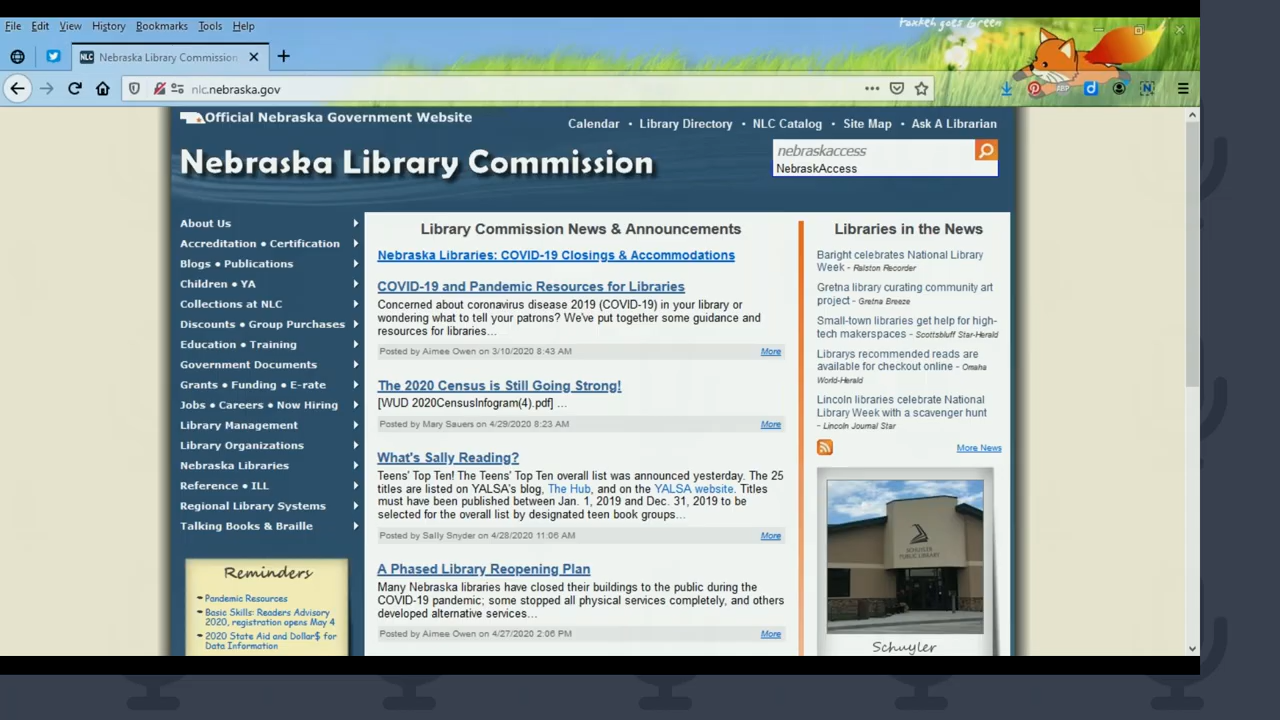 foxkeh goes Green
File Edit View History Bookmarks Tools Help
NLC Nebraska Library Commission
nlc.nebraska.gov
ABP
Official Nebraska Government Website
Calendar • Library Directory • NLC Catalog • Site Map • Ask A Librarian
Nebraska Library Commission
nebraskaccess
NebraskAccess
About Us
Accreditation • Certification
Blogs • Publications
Children • YA
Collections at NLC
Discounts • Group Purchases
Education • Training
Government Documents
Grants • Funding • E-rate
Jobs • Careers • Now Hiring
Library Management
Library Organizations
Nebraska Libraries
Reference • ILL
Regional Library Systems
Talking Books & Braille
Reminders
Pandemic Resources
Basic Skills: Readers Advisory
2020, registration opens May 4
2020 State Aid and Dollar$ for
Data Information
Library Commission News & Announcements
Nebraska Libraries: COVID-19 Closings & Accommodations
COVID-19 and Pandemic Resources for Libraries
Concerned about coronavirus disease 2019 (COVID-19) in your library or
wondering what to tell your patrons? We've put together some guidance and
resources for libraries…
Posted by Aimee Owen on 3/10/2020 8:43 AM More
The 2020 Census is Still Going Strong!
[WUD 2020CensusInfogram(4).pdf] …
Posted by Mary Sauers on 4/29/2020 8:23 AM More
What's Sally Reading?
Teens' Top Ten! The Teens' Top Ten overall list was announced yesterday. The 25
titles are listed on YALSA's blog, The Hub, and on the YALSA website. Titles
must have been published between Jan. 1, 2019 and Dec. 31, 2019 to be
selected for the overall list by designated teen book groups…
Posted by Sally Snyder on 4/28/2020 11:06 AM More
A Phased Library Reopening Plan
Many Nebraska libraries have closed their buildings to the public during the
COVID-19 pandemic; some stopped all physical services completely, and others
developed alternative services…
Posted by Aimee Owen on 4/27/2020 2:06 PM More
Libraries in the News
Baright celebrates National Library
Week - Ralston Recorder
Gretna library curating community art
project - Gretna Breeze
Small-town libraries get help for high-
tech makerspaces - Scottsbluff Star-Herald
Librarys recommended reads are
available for checkout online - Omaha
World-Herald
Lincoln libraries celebrate National
Library Week with a scavenger hunt
- Lincoln Journal Star
More News
SCHUYLER
PUBLIC LIBRARY
Schuyler